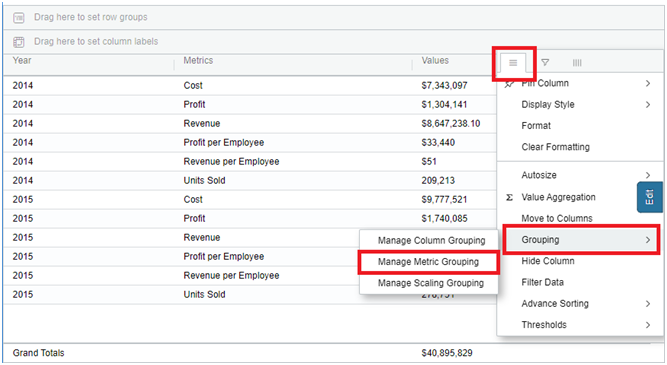 Drag here to set row groups
Drag here to set column labels
Year Metrics Values
2014 Cost $7,343,097
2014 Profit $1,304,141
2014 Revenue $8,647,238.10
2014 Profit per Employee $33,440
2014 Revenue per Employee $51
2014 Units Sold 209,213
2015 Cost $9,777,521
2015 Profit $1,740,085
2015 Revenue
2015 Profit per Employee
2015 Revenue per Employee
2015 Units Sold
Grand Totals $40,895,829
Pin Column
Display Style
Format
Clear Formatting
Autosize
Σ Value Aggregation
Move to Columns
Grouping
Hide Column
Filter Data
Advance Sorting
Thresholds
Manage Column Grouping
Manage Metric Grouping
Manage Scaling Grouping
Edit